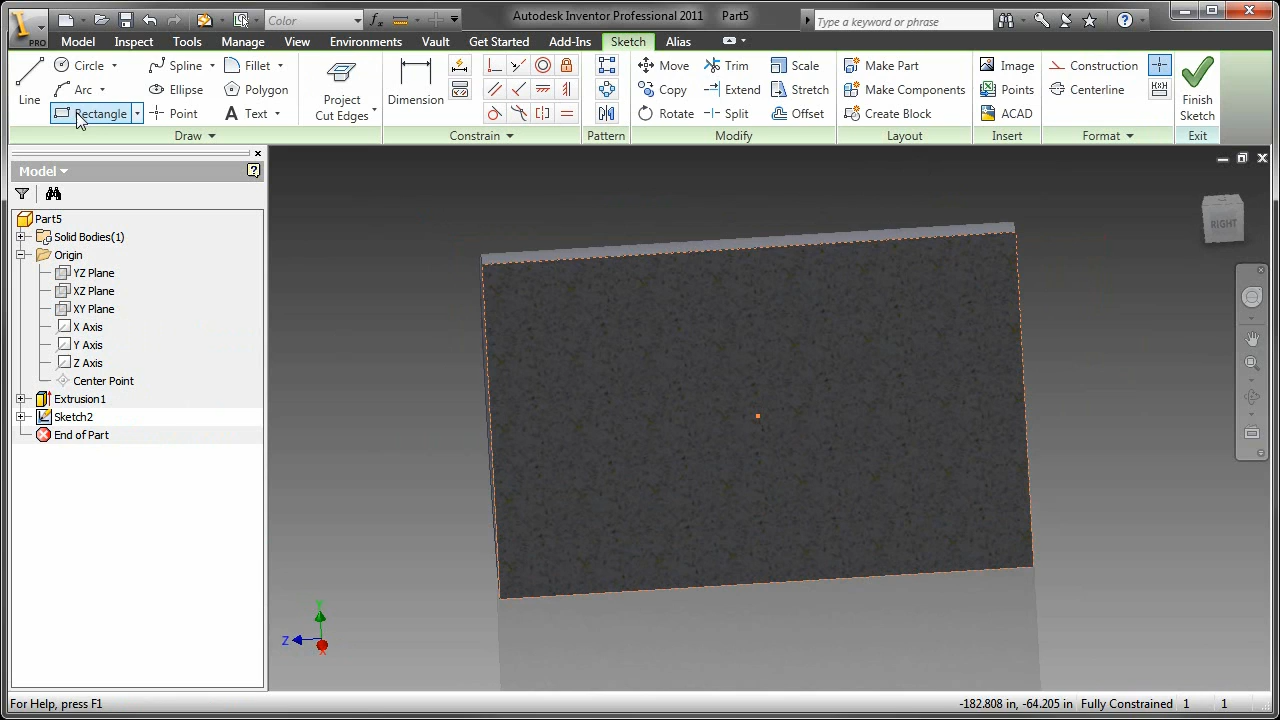 Color
Autodesk Inventor Professional 2011 Part5
Type a keyword or phrase
PRO
Model Inspect Tools Manage View Environments Vault Get Started Add-Ins Sketch Alias
Line
Circle
Arc
Rectangle
Spline
Ellipse
Point
Fillet
Polygon
Text
Project
Cut Edges
Draw
Dimension
Constrain
Pattern
Move
Copy
Rotate
Trim
Extend
Split
Scale
Stretch
Offset
Modify
Make Part
Make Components
Create Block
Layout
Image
Points
ACAD
Insert
Construction
Centerline
Format
Finish
Sketch
Exit
Model
Part5
Solid Bodies(1)
Origin
YZ Plane
XZ Plane
XY Plane
X Axis
Y Axis
Z Axis
Center Point
Extrusion1
Sketch2
End of Part
RIGHT
Y
Z
X
For Help, press F1
-182.808 in, -64.205 in Fully Constrained 1 1